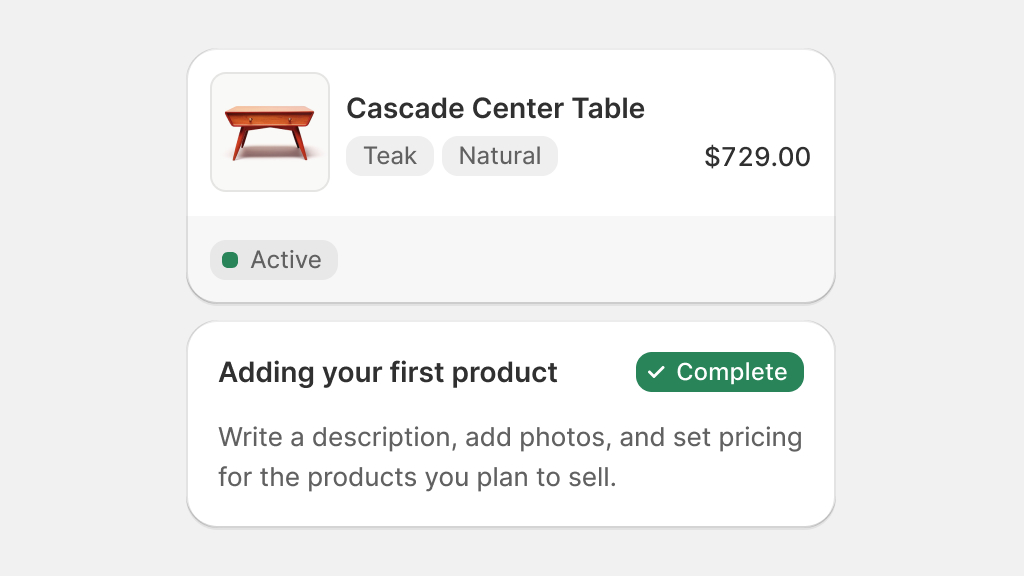 Cascade Center Table
Teak Natural $729.00
Active
Adding your first product Complete
Write a description, add photos, and set pricing
for the products you plan to sell.